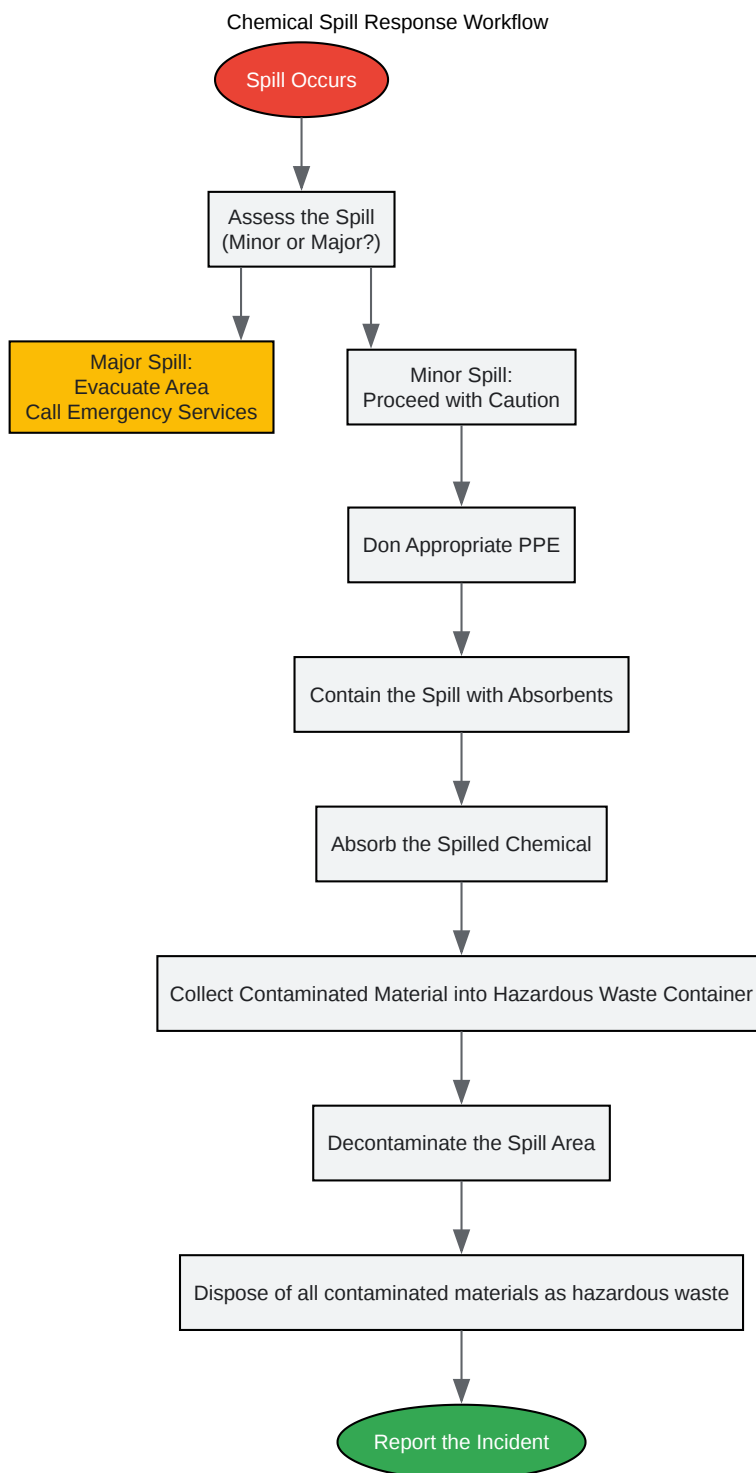 Chemical Spill Response Workflow
Spill Occurs
Assess the Spill
(Minor or Major?)
Major Spill:
Evacuate Area
Call Emergency Services
Minor Spill:
Proceed with Caution
Don Appropriate PPE
Contain the Spill with Absorbents
Absorb the Spilled Chemical
Collect Contaminated Material into Hazardous Waste Container
Decontaminate the Spill Area
Dispose of all contaminated materials as hazardous waste
Report the Incident